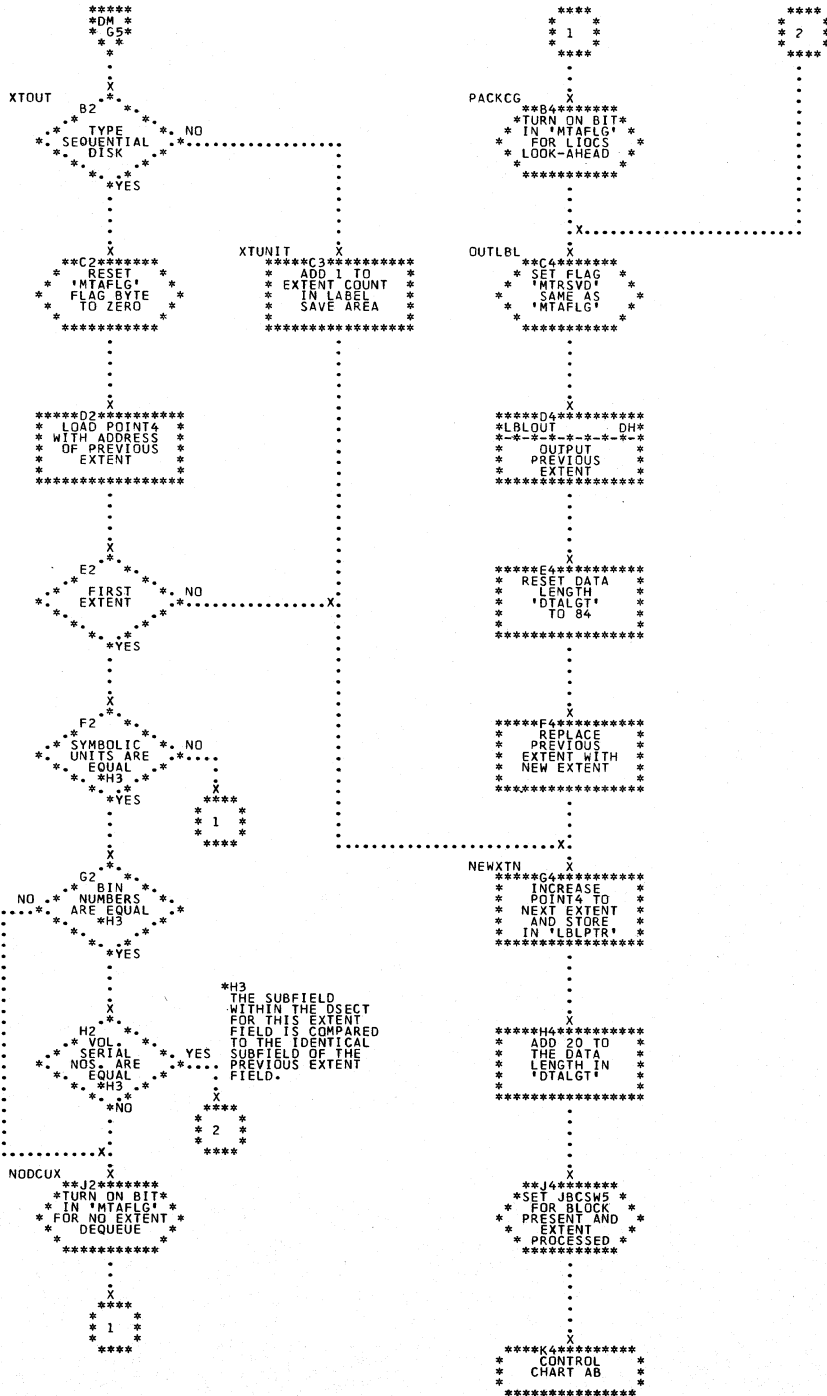 DM
G5
XTOUT
B2
TYPE
SEQUENTIAL
DISK
NO
YES
C2
RESET
'MTAFLG'
FLAG BYTE
TO ZERO
XTUNIT
C3
ADD 1 TO
EXTENT COUNT
IN LABEL
SAVE AREA
D2
LOAD POINT4
WITH ADDRESS
OF PREVIOUS
EXTENT
E2
FIRST
EXTENT
NO
YES
F2
SYMBOLIC
UNITS ARE
EQUAL
*H3
NO
YES
1
G2
BIN
NUMBERS
ARE EQUAL
*H3
NO
YES
H2
VOL.
SERIAL
NOS. ARE
EQUAL
*H3
YES
NO
2
*H3
THE SUBFIELD
WITHIN THE DSECT
FOR THIS EXTENT
FIELD IS COMPARED
TO THE IDENTICAL
SUBFIELD OF THE
PREVIOUS EXTENT
FIELD.
NODCUX
J2
TURN ON BIT
IN 'MTAFLG'
FOR NO EXTENT
DEQUEUE
1
1
2
PACKCG
B4
TURN ON BIT
IN 'MTAFLG'
FOR LIOCS
LOOK-AHEAD
OUTLBL
C4
SET FLAG
'MTRSVD'
SAME AS
'MTAFLG'
D4
LBLOUT DH
OUTPUT
PREVIOUS
EXTENT
E4
RESET DATA
LENGTH
'DTALGT'
TO 84
F4
REPLACE
PREVIOUS
EXTENT WITH
NEW EXTENT
NEWXTN
G4
INCREASE
POINT4 TO
NEXT EXTENT
AND STORE
IN 'LBLPTR'
H4
ADD 20 TO
THE DATA
LENGTH IN
'DTALGT'
J4
SET JBCSW5
FOR BLOCK
PRESENT AND
EXTENT
PROCESSED
K4
CONTROL
CHART AB